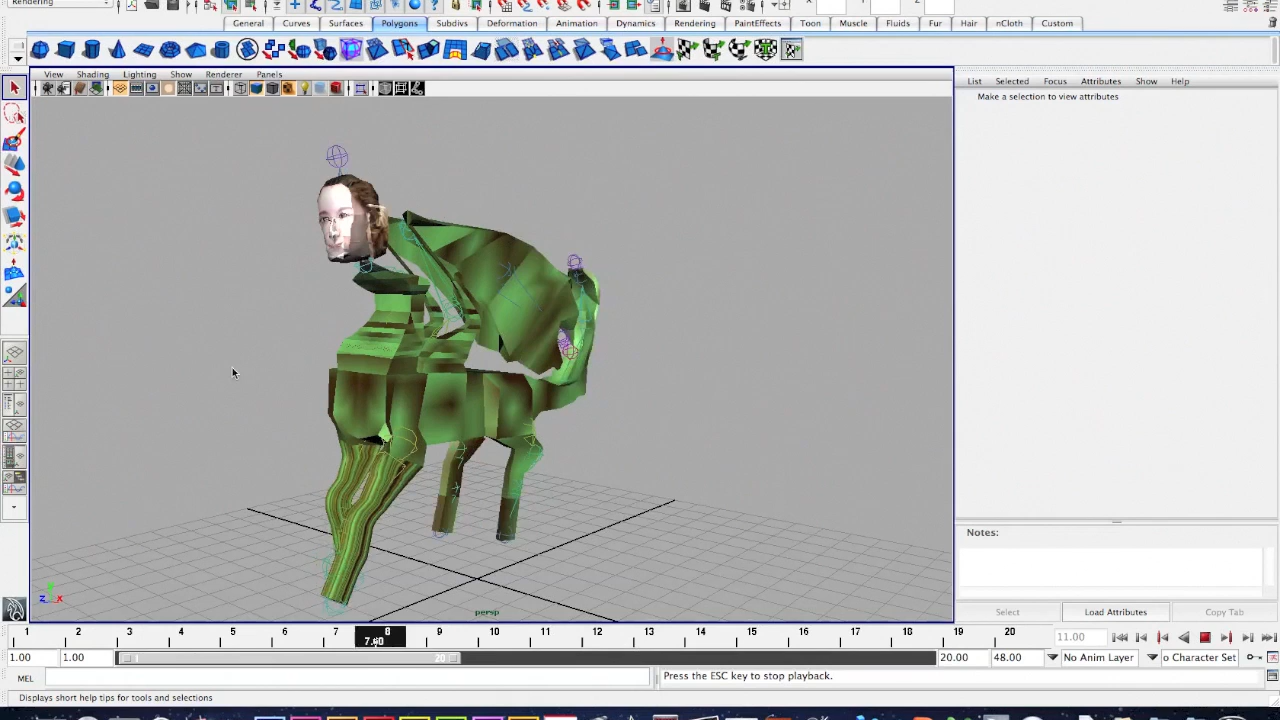 Rendering
General Curves Surfaces Polygons Subdivs Deformation Animation Dynamics Rendering PaintEffects Toon Muscle Fluids Fur Hair nCloth Custom
View Shading Lighting Show Renderer Panels
List Selected Focus Attributes Show Help
Make a selection to view attributes
persp
Notes:
Select Load Attributes Copy Tab
1 2 3 4 5 6 7 8 9 10 11 12 13 14 15 16 17 18 19 20
11.00
1.00 1.00 1 20 20.00 48.00 No Anim Layer o Character Set
MEL
Press the ESC key to stop playback.
Displays short help tips for tools and selections